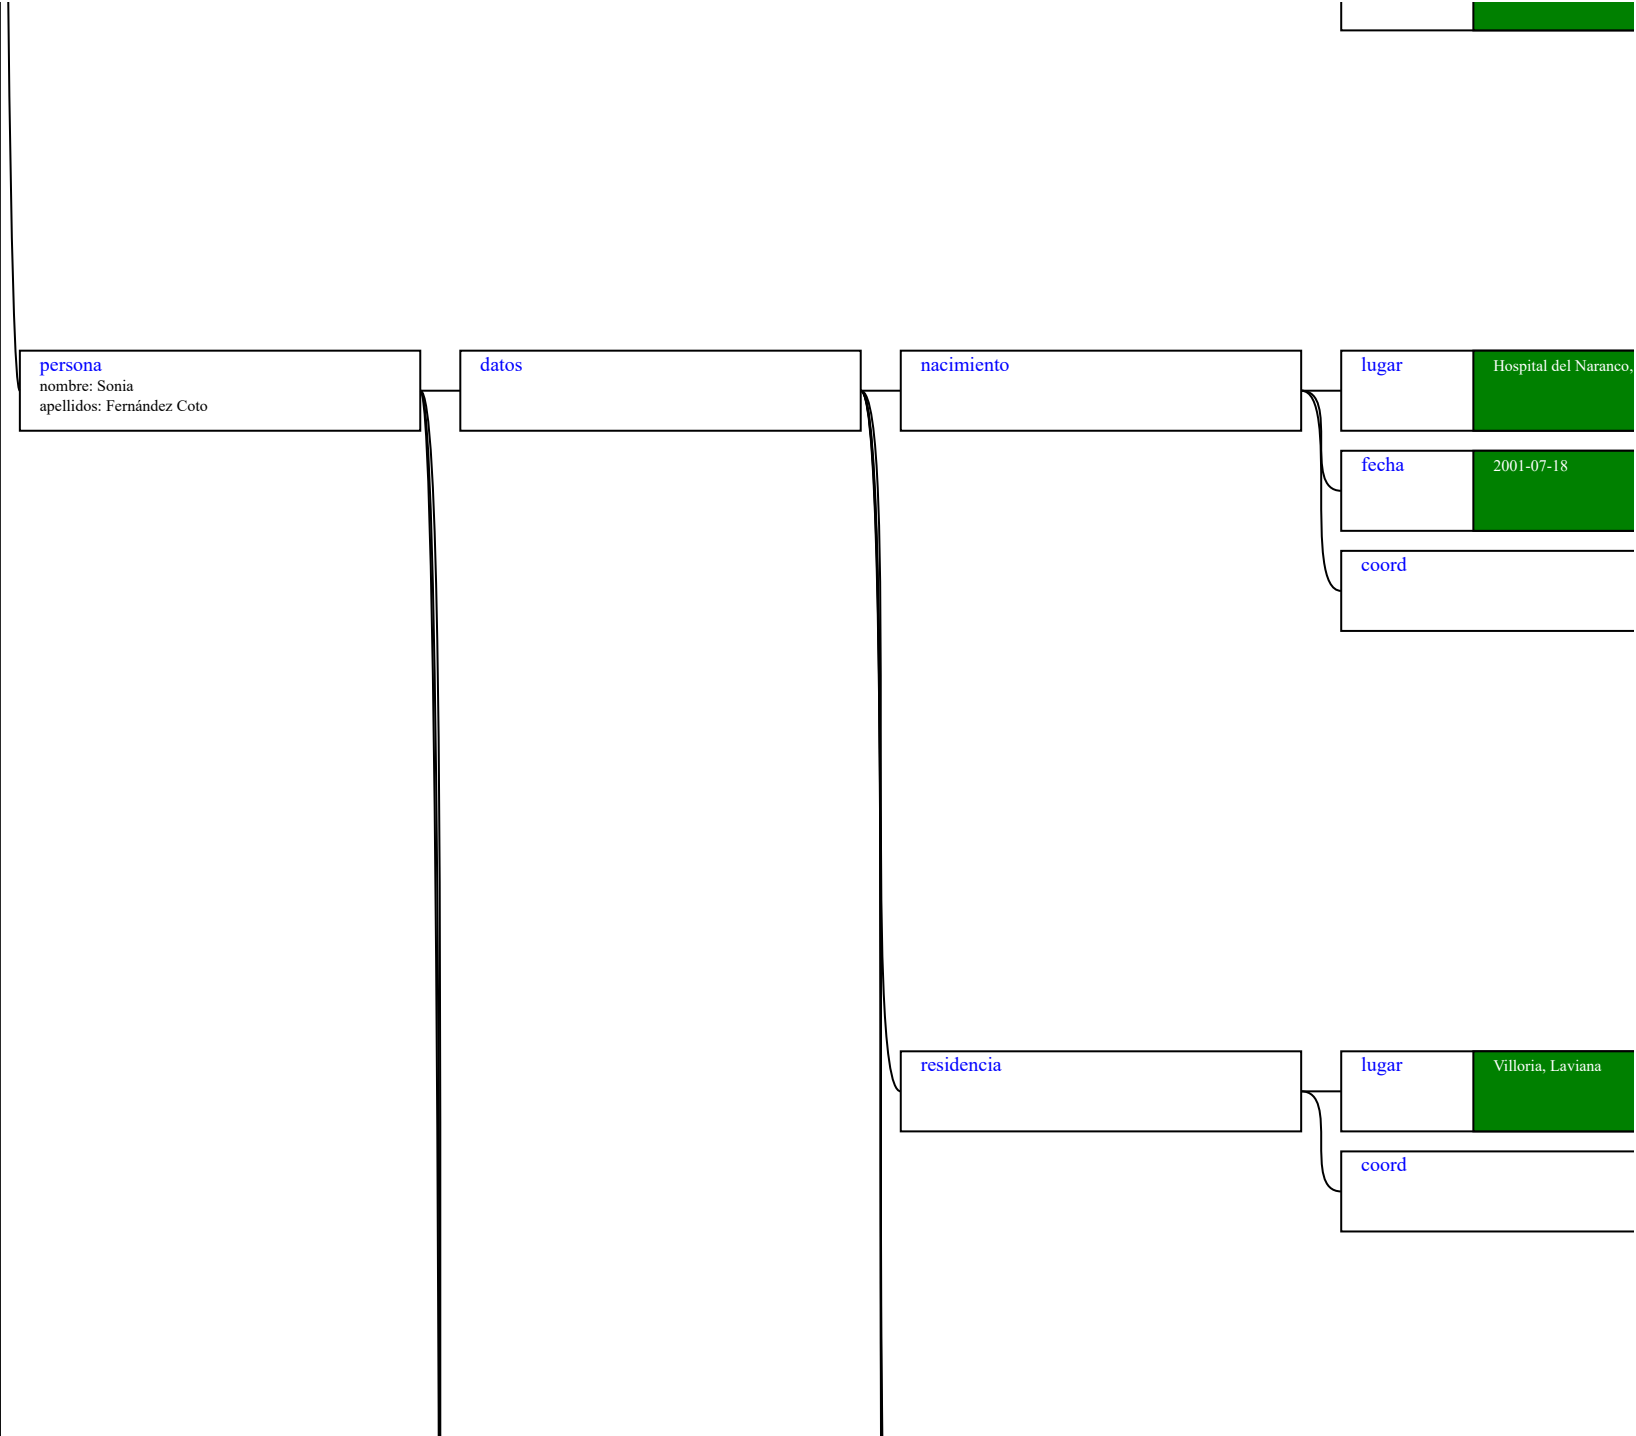 persona
nombre: Sonia
apellidos: Fernández Coto
datos
nacimiento
lugar
Hospital del Naranco,
fecha
2001-07-18
coord
residencia
lugar
Villoria, Laviana
coord